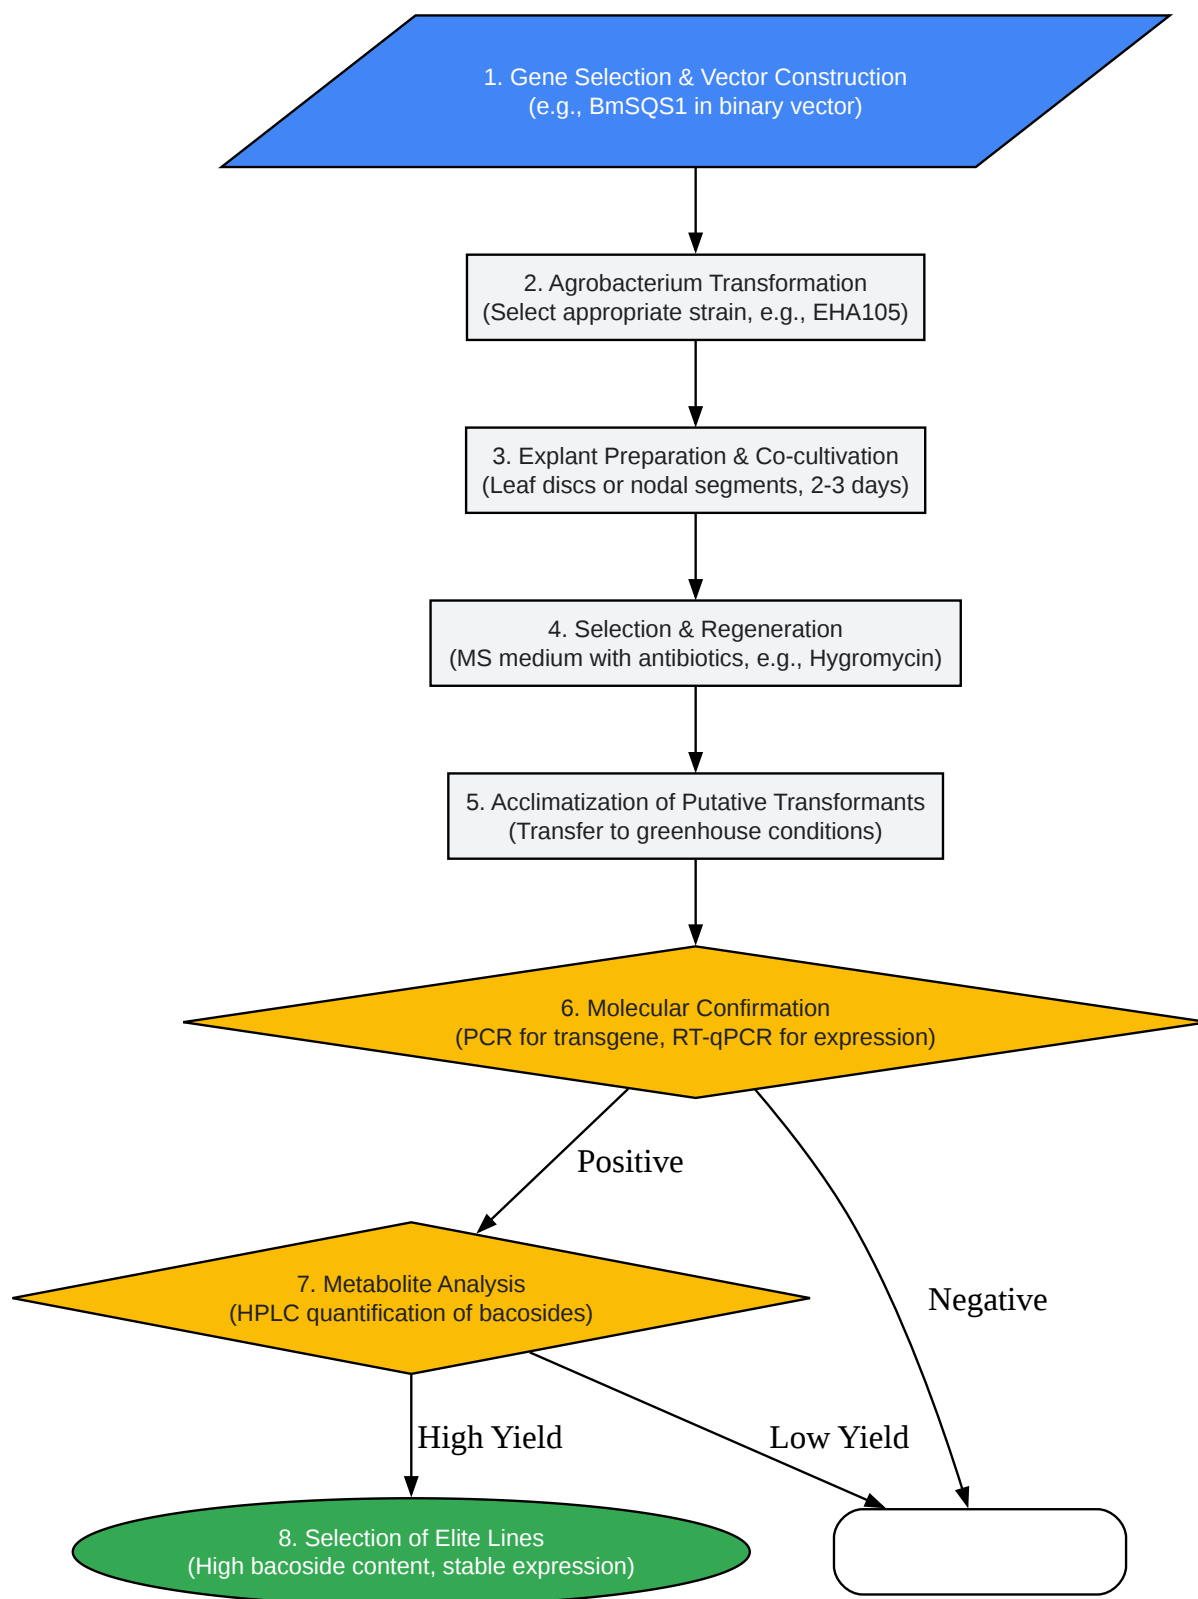 1. Gene Selection & Vector Construction
(e.g., BmSQS1 in binary vector)
2. Agrobacterium Transformation
(Select appropriate strain, e.g., EHA105)
3. Explant Preparation & Co-cultivation
(Leaf discs or nodal segments, 2-3 days)
4. Selection & Regeneration
(MS medium with antibiotics, e.g., Hygromycin)
5. Acclimatization of Putative Transformants
(Transfer to greenhouse conditions)
6. Molecular Confirmation
(PCR for transgene, RT-qPCR for expression)
Positive
Negative
7. Metabolite Analysis
(HPLC quantification of bacosides)
High Yield
Low Yield
8. Selection of Elite Lines
(High bacoside content, stable expression)